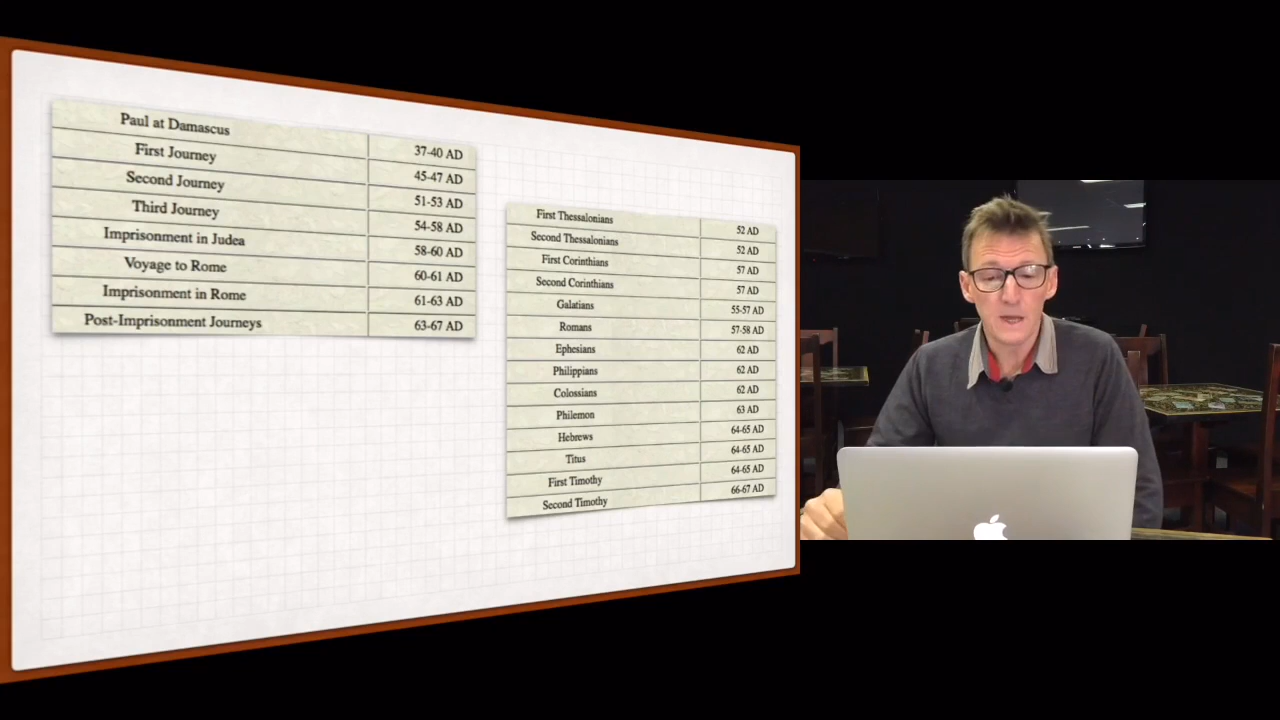 Paul at Damascus 37-40 AD
First Journey 45-47 AD
Second Journey 51-53 AD
Third Journey 54-58 AD
Imprisonment in Judea 58-60 AD
Voyage to Rome 60-61 AD
Imprisonment in Rome 61-63 AD
Post-Imprisonment Journeys 63-67 AD
First Thessalonians 52 AD
Second Thessalonians 52 AD
First Corinthians 57 AD
Second Corinthians 57 AD
Galatians 55-57 AD
Romans 57-58 AD
Ephesians 62 AD
Philippians 62 AD
Colossians 62 AD
Philemon 63 AD
Hebrews 64-65 AD
Titus 64-65 AD
First Timothy 64-65 AD
Second Timothy 66-67 AD